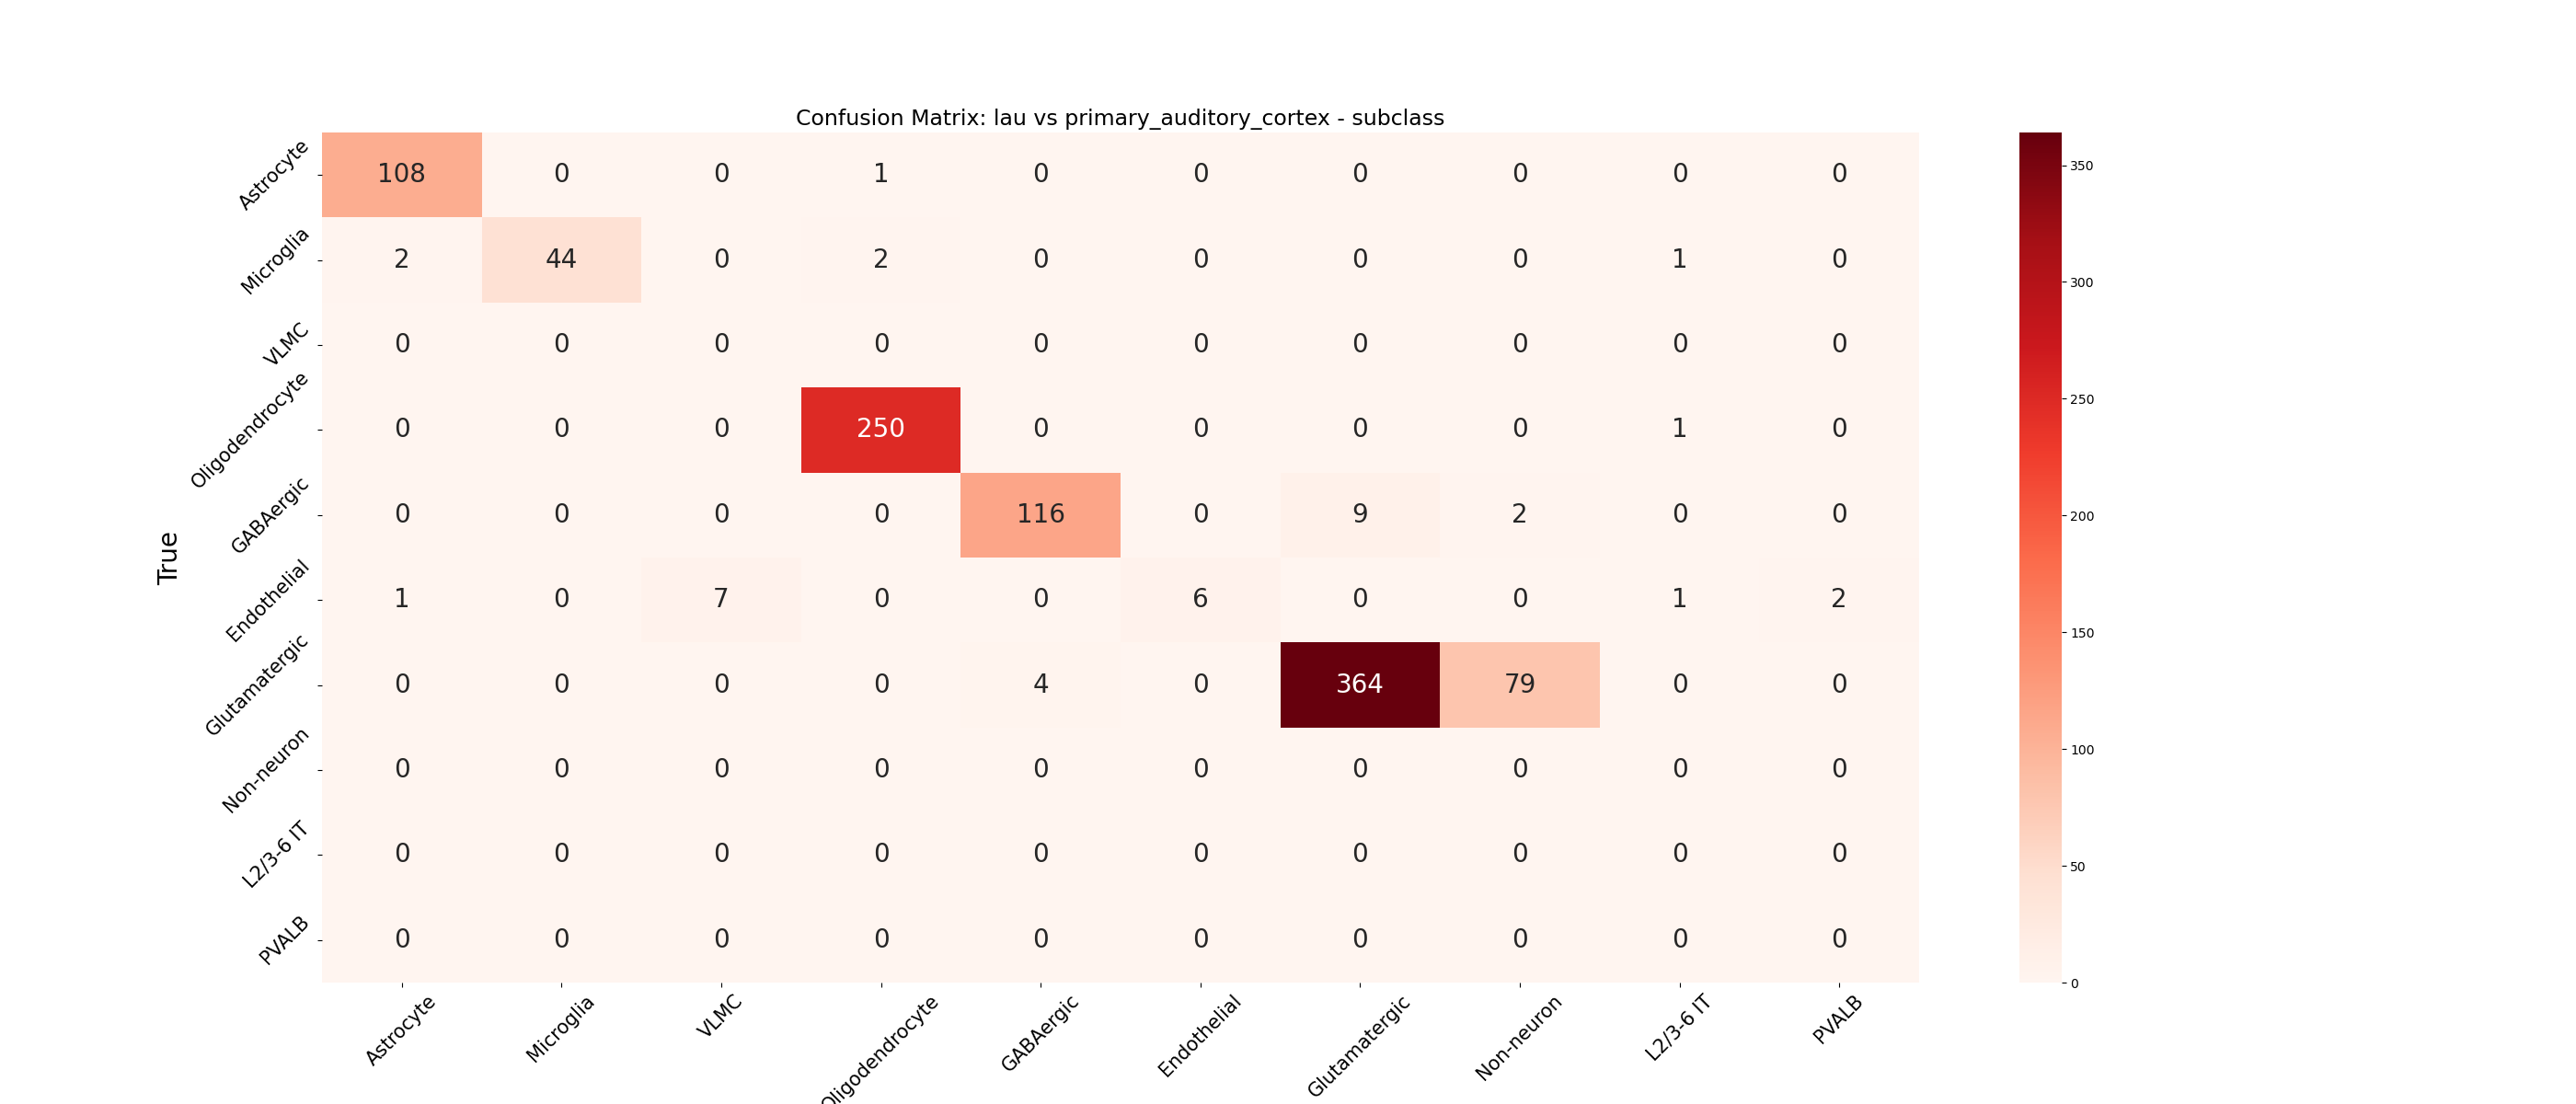 Confusion Matrix: lau vs primary_auditory_cortex - subclass
True
Astrocyte 108 0 0 1 0 0 0 0 0 0
Microglia 2 44 0 2 0 0 0 0 1 0
VLMC 0 0 0 0 0 0 0 0 0 0
Oligodendrocyte 0 0 0 250 0 0 0 0 1 0
GABAergic 0 0 0 0 116 0 9 2 0 0
Endothelial 1 0 7 0 0 6 0 0 1 2
Glutamatergic 0 0 0 0 4 0 364 79 0 0
Non-neuron 0 0 0 0 0 0 0 0 0 0
L2/3-6 IT 0 0 0 0 0 0 0 0 0 0
PVALB 0 0 0 0 0 0 0 0 0 0
Astrocyte Microglia VLMC Oligodendrocyte GABAergic Endothelial Glutamatergic Non-neuron L2/3-6 IT PVALB
350
300
250
200
150
100
50
0